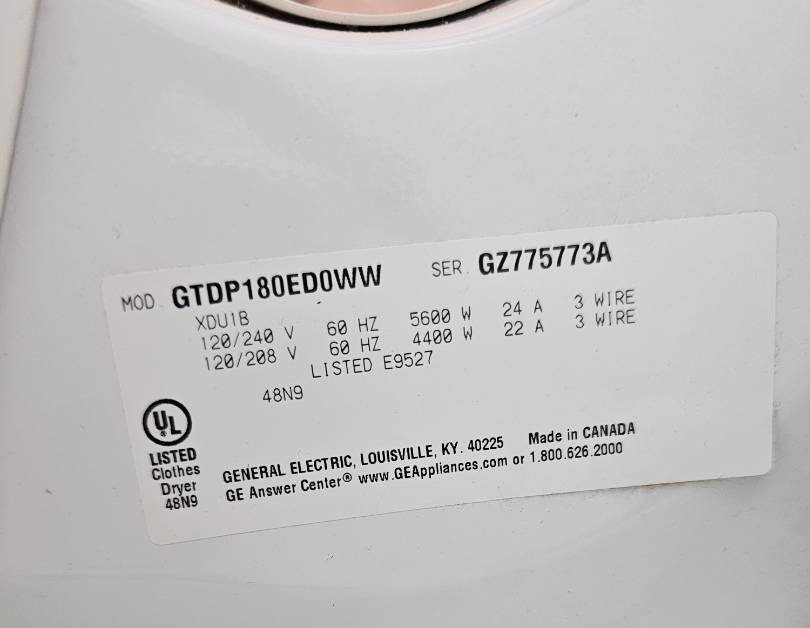 MOD. GTDP180ED0WW SER. GZ775773A
XDU1B
120/240 V 60 HZ 5600 W 24 A 3 WIRE
120/208 V 60 HZ 4400 W 22 A 3 WIRE
LISTED E9527
48N9
UL
®
LISTED
Clothes
Dryer
48N9
GENERAL ELECTRIC, LOUISVILLE, KY. 40225 Made in CANADA
GE Answer Center® www.GEAppliances.com or 1.800.626.2000